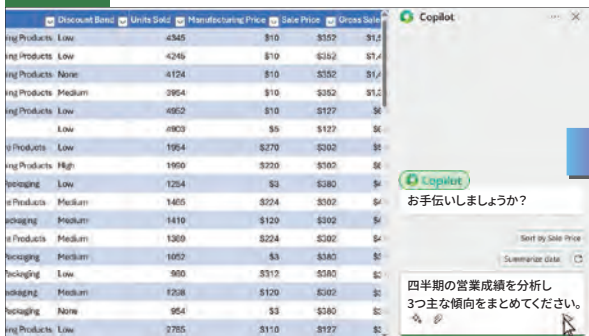 Discount Band Units Sold Manufacturing Price Sale Price Gross Sale
ing Products Low 4345 $10 $352
ing Products Low 4245 $10 $352
ing Products None 4124 $10 $352
ing Products Medium 3954 $10 $352
ing Products Low 4952 $10 $127
Low 4903 $5 $127
Products Low 1954 $270 $302
ing Products High 1990 $220 $302
Packaging Low 1254 $3 $380
Products Medium 1465 $224 $302
Packaging Medium 1410 $120 $302
Products Medium 1369 $224 $302
Packaging Medium 1052 $3 $380
Packaging Low $312 $380
Packaging Medium $120 $302
Packaging None 954 $3 $380
ing Products Low 2765 $110 $127
Copilot
Copilot
お手伝いしましょうか?
Sort by Sale Price
Summarize data
四半期の営業成績を分析し
3つ主な傾向をまとめてください。